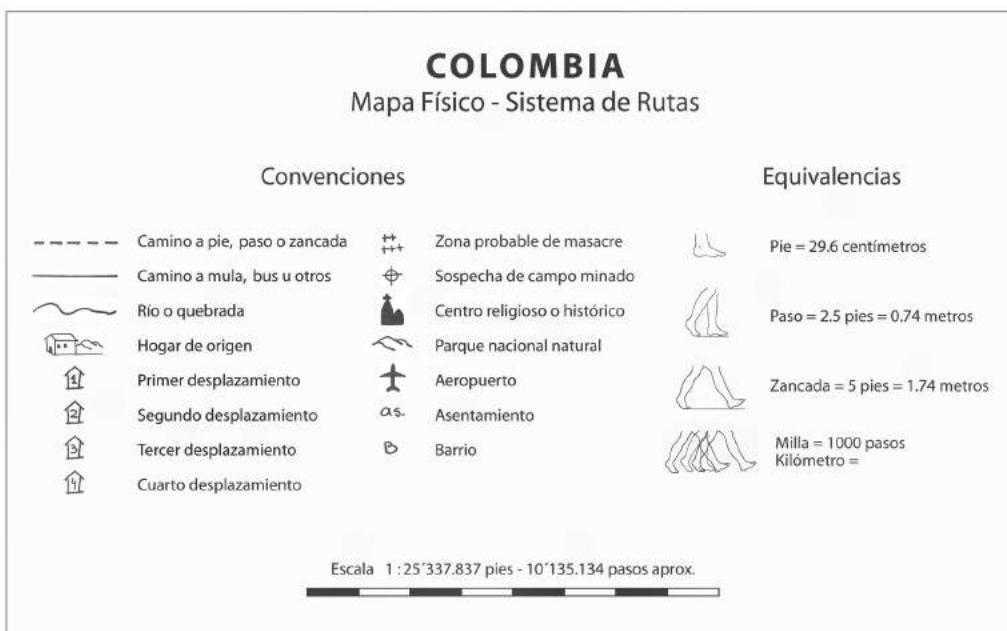 COLOMBIA
Mapa Físico - Sistema de Rutas
Convenciones
Camino a pie, paso o zancada
Camino a mula, bus u otros
Río o quebrada
Hogar de origen
1 Primer desplazamiento
2 Segundo desplazamiento
3 Tercer desplazamiento
4 Cuarto desplazamiento
Zona probable de masacre
Sospecha de campo minado
Centro religioso o histórico
Parque nacional natural
Aeropuerto
as. Asentamiento
B Barrio
Equivalencias
Pie = 29.6 centímetros
Paso = 2.5 pies = 0.74 metros
Zancada = 5 pies = 1.74 metros
Milla = 1000 pasos
Kilómetro =
Escala 1 : 25´337.837 pies - 10´135.134 pasos aprox.